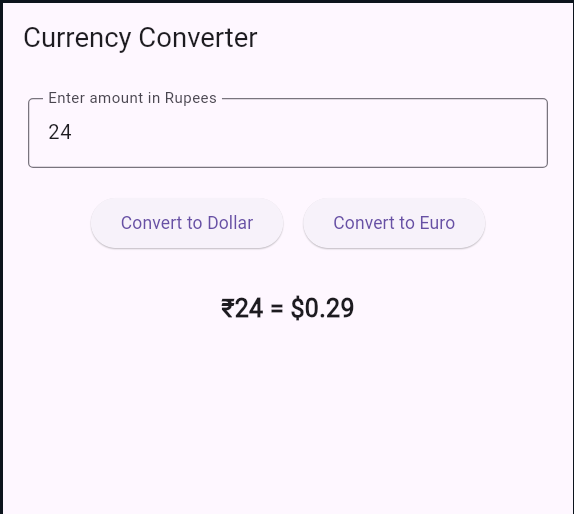 Currency Converter
Enter amount in Rupees
24
Convert to Dollar Convert to Euro
₹24 = $0.29